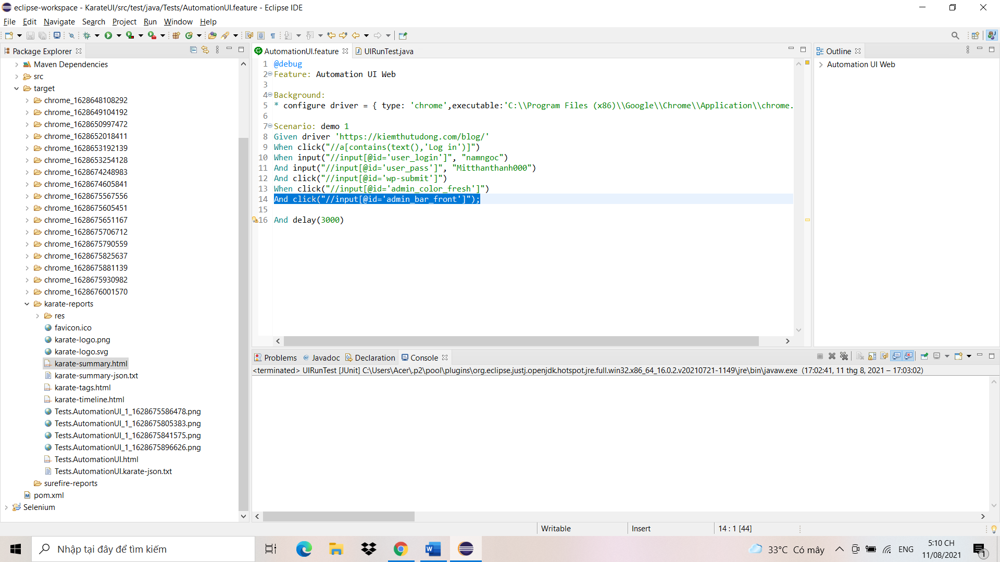 eclipse-workspace - KarateUI/src/test/java/Tests/AutomationUI.feature - Eclipse IDE
File Edit Navigate Search Project Run Window Help
Package Explorer
Maven Dependencies
src
target
chrome_1628648108292
chrome_1628649104192
chrome_1628650997472
chrome_1628652018411
chrome_1628653192139
chrome_1628653254128
chrome_1628674248983
chrome_1628674605841
chrome_1628675567556
chrome_1628675605451
chrome_1628675651167
chrome_1628675706712
chrome_1628675790559
chrome_1628675825637
chrome_1628675881139
chrome_1628675930982
chrome_1628676001570
karate-reports
res
favicon.ico
karate-logo.png
karate-logo.svg
karate-summary.html
karate-summary-json.txt
karate-tags.html
karate-timeline.html
Tests.AutomationUI_1_1628675586478.png
Tests.AutomationUI_1_1628675805383.png
Tests.AutomationUI_1_1628675841575.png
Tests.AutomationUI_1_1628675896626.png
Tests.AutomationUI.html
Tests.AutomationUI.karate-json.txt
surefire-reports
pom.xml
Selenium
AutomationUI.feature UIRunTest.java
1 @debug
2 Feature: Automation UI Web
3
4 Background:
5 * configure driver = { type: 'chrome',executable:'C:\\Program Files (x86)\\Google\\Chrome\\Application\\chrome.
6
7 Scenario: demo 1
8 Given driver 'https://kiemthutudong.com/blog/'
9 When click("//a[contains(text(),'Log in')]")
10 When input("//input[@id='user_login']", "namngoc")
11 And input("//input[@id='user_pass']", "Mitthanthanh000")
12 And click("//input[@id='wp-submit']")
13 When click("//input[@id='admin_color_fresh']")
14 And click("//input[@id='admin_bar_front']");
15
16 And delay(3000)
Outline
Automation UI Web
Problems @ Javadoc Declaration Console
<terminated> UIRunTest [JUnit] C:\Users\Acer\.p2\pool\plugins\org.eclipse.justj.openjdk.hotspot.jre.full.win32.x86_64_16.0.2.v20210721-1149\jre\bin\javaw.exe (17:02:41, 11 thg 8, 2021 – 17:03:02)
Writable Insert 14 : 1 [44]
Nhập tại đây để tìm kiếm
33°C Có mây
ENG
5:10 CH
11/08/2021
1